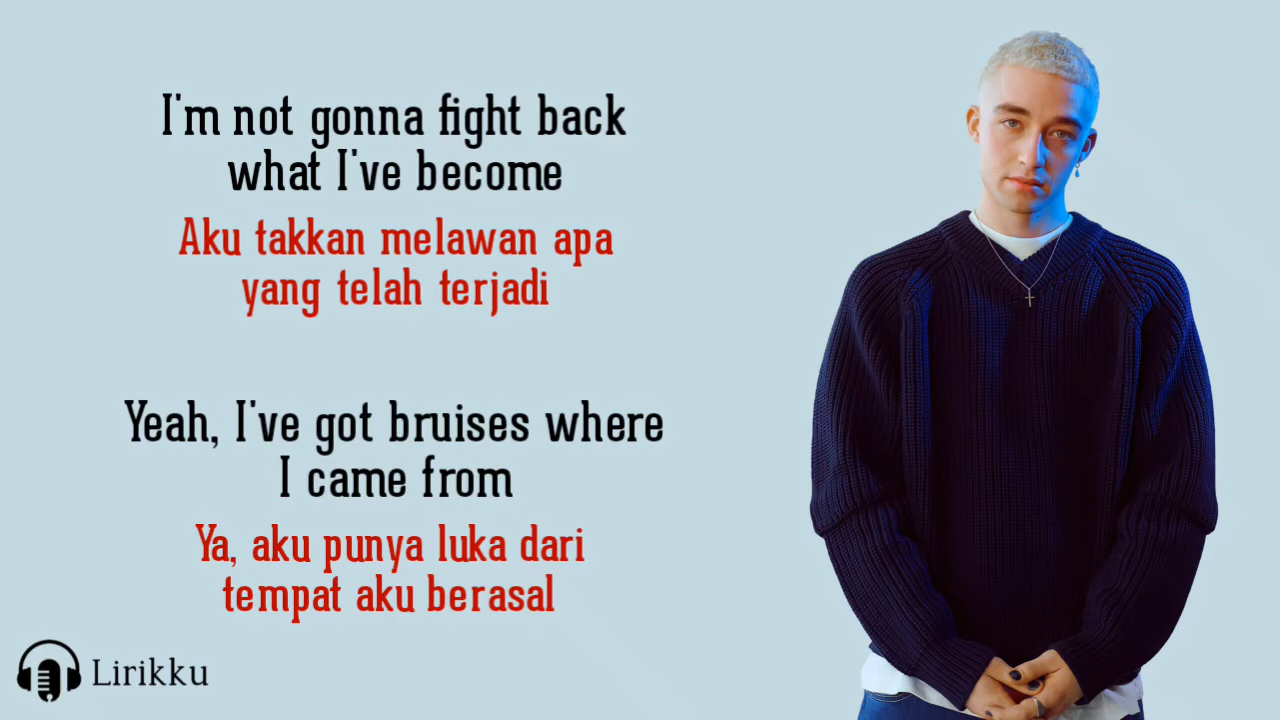 I'm not gonna fight back
what I've become
Aku takkan melawan apa
yang telah terjadi
Yeah, I've got bruises where
I came from
Ya, aku punya luka dari
tempat aku berasal
Lirikku